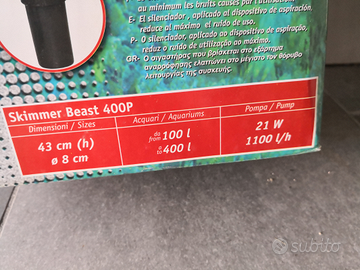 au minimum les bruits causés par l'aspiration
E- El silenciador, aplicado al dispositivo de aspiración,
reduce al máximo el ruido de uso.
P- O silenciador, aplicado ao dispositivo de aspiração,
reduz o ruído de utilização ao máximo.
GR- Ο σιγαστήρας που βρίσκεται στο εξάρτημα
αναρρόφησης ελαττώνει στο μέγιστο τον θόρυβο
λειτουργίας της συσκευής.
Skimmer Beast 400P
Dimensioni / Sizes
Acquari / Aquariums
Pompa / Pump
43 cm (h)
ø 8 cm
da from 100 l
a to 400 l
21 W
1100 l/h
subito